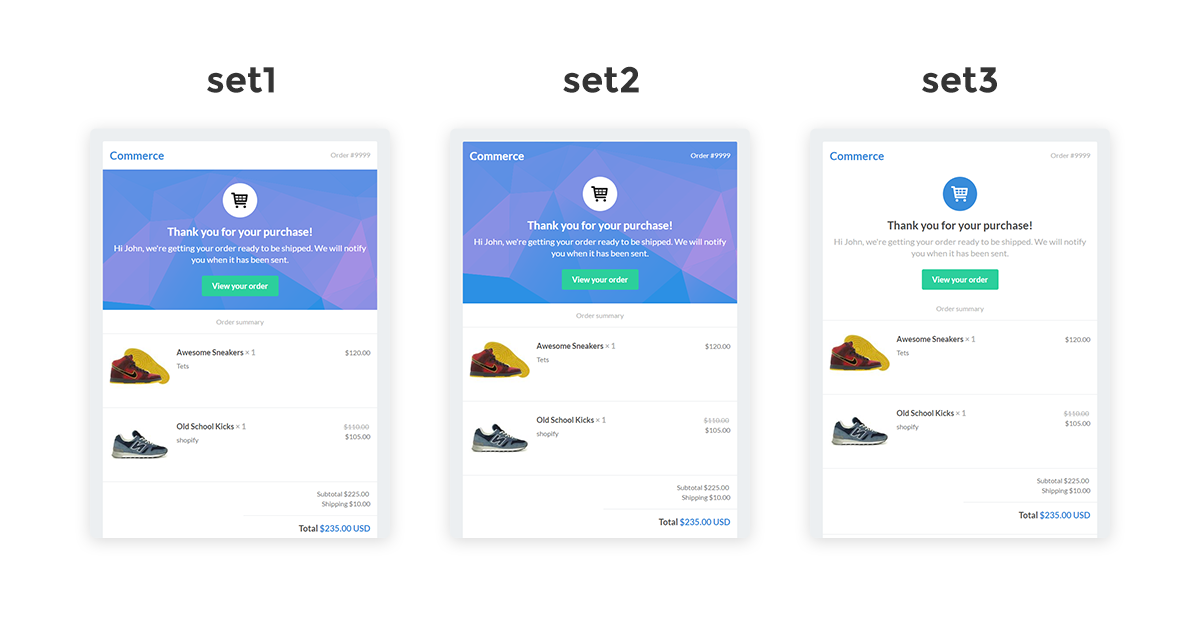 set1
set2
set3
Commerce
Order #9999
Thank you for your purchase!
Hi John, we're getting your order ready to be shipped. We will notify
you when it has been sent.
View your order
Order summary
Awesome Sneakers × 1
$120.00
Tets
Old School Kicks × 1
$110.00
shopify
$105.00
Subtotal $225.00
Shipping $10.00
Total $235.00 USD
Commerce
Order #9999
Thank you for your purchase!
Hi John, we're getting your order ready to be shipped. We will notify
you when it has been sent.
View your order
Order summary
Awesome Sneakers × 1
$120.00
Tets
Old School Kicks × 1
$110.00
shopify
$105.00
Subtotal $225.00
Shipping $10.00
Total $235.00 USD
Commerce
Order #9999
Thank you for your purchase!
Hi John, we're getting your order ready to be shipped. We will notify
you when it has been sent.
View your order
Order summary
Awesome Sneakers × 1
$120.00
Tets
Old School Kicks × 1
$110.00
shopify
$105.00
Subtotal $225.00
Shipping $10.00
Total $235.00 USD